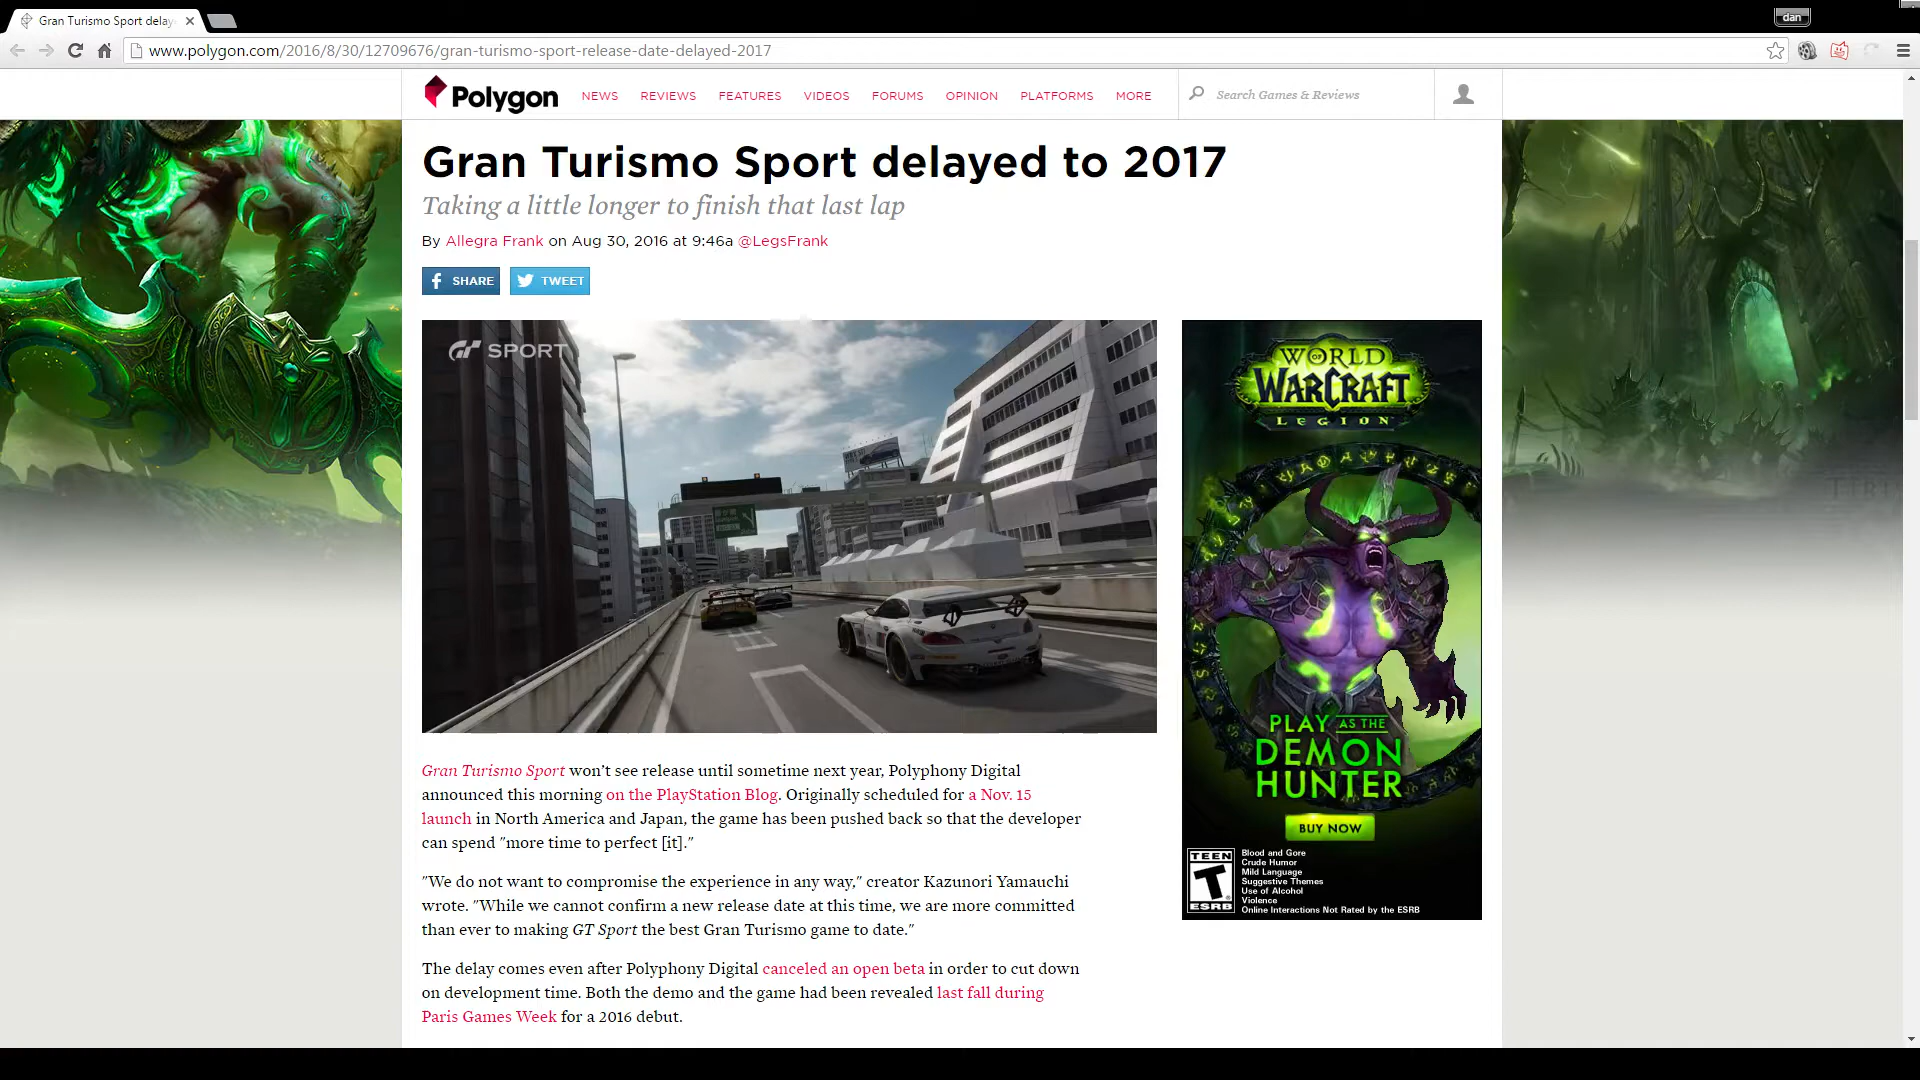 Gran Turismo Sport delay
dan
www.polygon.com/2016/8/30/12709676/gran-turismo-sport-release-date-delayed-2017
Polygon
NEWS REVIEWS FEATURES VIDEOS FORUMS OPINION PLATFORMS MORE
Search Games & Reviews
Gran Turismo Sport delayed to 2017
Taking a little longer to finish that last lap
By Allegra Frank on Aug 30, 2016 at 9:46a @LegsFrank
SHARE TWEET
GT SPORT
Gran Turismo Sport won't see release until sometime next year, Polyphony Digital
announced this morning on the PlayStation Blog. Originally scheduled for a Nov. 15
launch in North America and Japan, the game has been pushed back so that the developer
can spend "more time to perfect [it]."
"We do not want to compromise the experience in any way," creator Kazunori Yamauchi
wrote. "While we cannot confirm a new release date at this time, we are more committed
than ever to making GT Sport the best Gran Turismo game to date."
The delay comes even after Polyphony Digital canceled an open beta in order to cut down
on development time. Both the demo and the game had been revealed last fall during
Paris Games Week for a 2016 debut.
WORLD
OF
WARCRAFT
LEGION
PLAY AS THE
DEMON
HUNTER
BUY NOW
TEEN
T
ESRB
Blood and Gore
Crude Humor
Mild Language
Suggestive Themes
Use of Alcohol
Violence
Online Interactions Not Rated by the ESRB